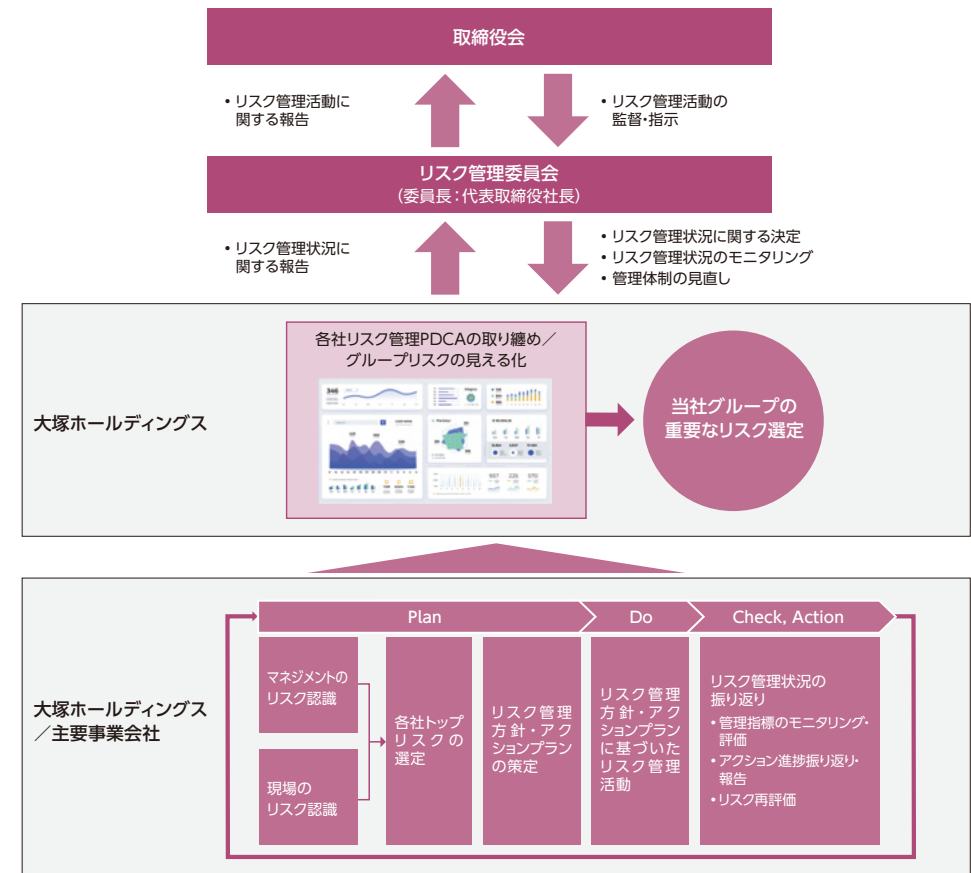 取締役会
• リスク管理活動に
関する報告
• リスク管理活動の
監督・指示
リスク管理委員会
（委員長：代表取締役社長）
• リスク管理状況に
関する報告
• リスク管理状況に関する決定
• リスク管理状況のモニタリング
• 管理体制の見直し
大塚ホールディングス
各社リスク管理PDCAの取り纏め／
グループリスクの見える化
346
937
225
570
当社グループの
重要なリスク選定
大塚ホールディングス
／主要事業会社
Plan
Do
Check, Action
マネジメントの
リスク認識
現場の
リスク認識
各社トップ
リスクの
選定
リスク管理
方針・アク
ションプラン
の策定
リスク管理
方針・アク
ションプラン
に基づいた
リスク管理
活動
リスク管理状況の
振り返り
• 管理指標のモニタリング・
評価
• アクション進捗振り返り・
報告
• リスク再評価